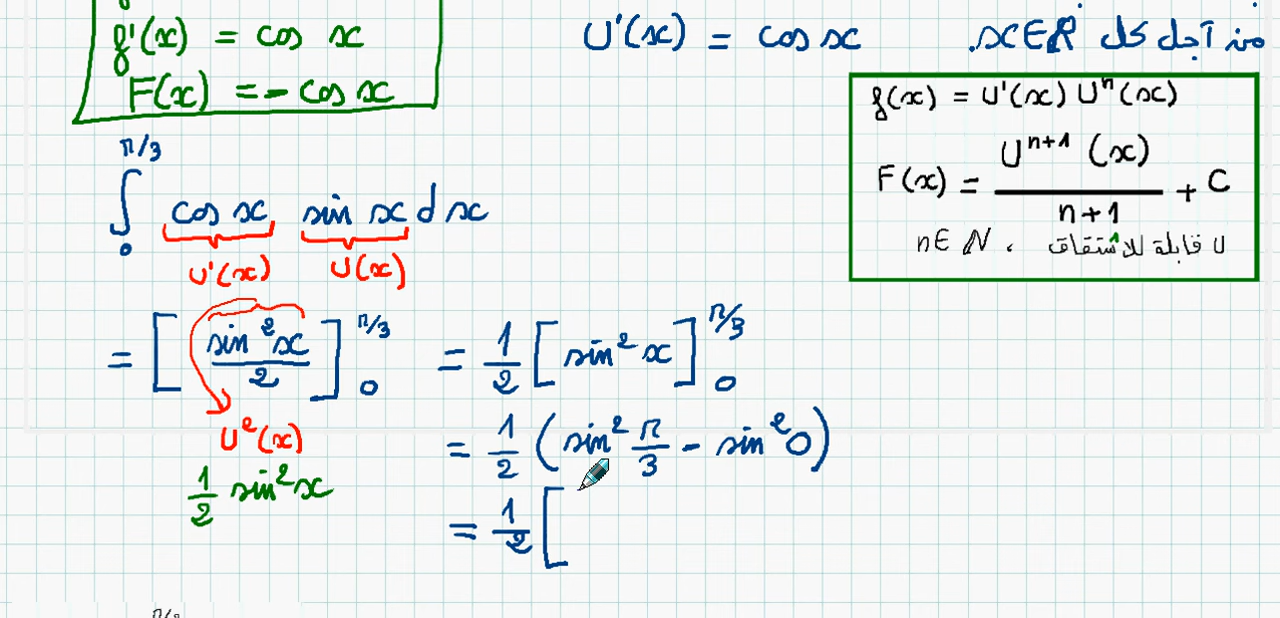 f'(x) = cos x
F(x) = - cos x
U'(x) = cos x من آجل كل x∈ℝ.
f(x) = U'(x) Uⁿ(x)
F(x) = Uⁿ⁺¹(x) / n+1 + C
U قابلة للاشتقاق ، n∈ℕ
∫₀^(π/3) cos x sin x dx
U'(x) U(x)
= [sin²x / 2]₀^(π/3) = 1/2 [sin²x]₀^(π/3)
U²(x)
= 1/2 (sin² π/3 - sin² 0)
1/2 sin²x
= 1/2 [